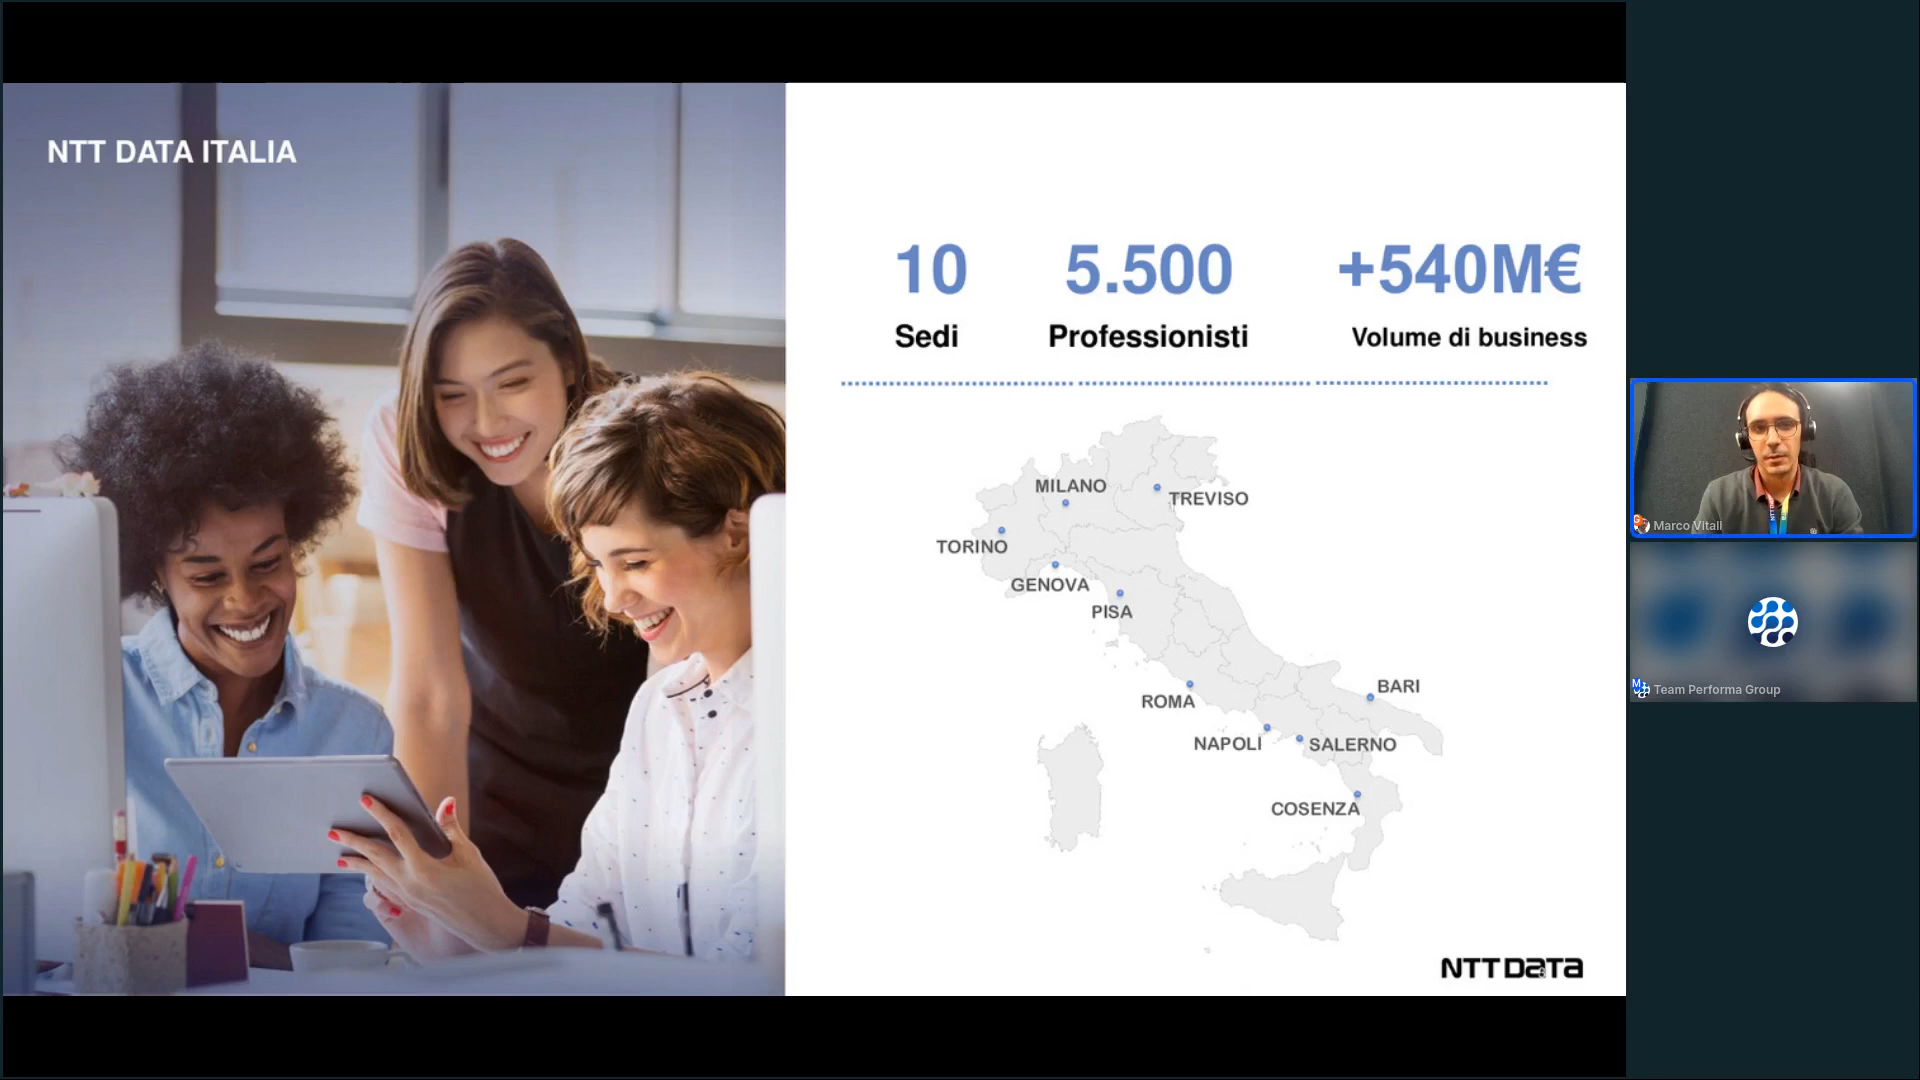 NTT DATA ITALIA
10
5.500
+540M€
Sedi
Professionisti
Volume di business
MILANO
TREVISO
TORINO
GENOVA
PISA
ROMA
BARI
NAPOLI
SALERNO
COSENZA
NTT DATA
Marco Vitali
Team Performa Group